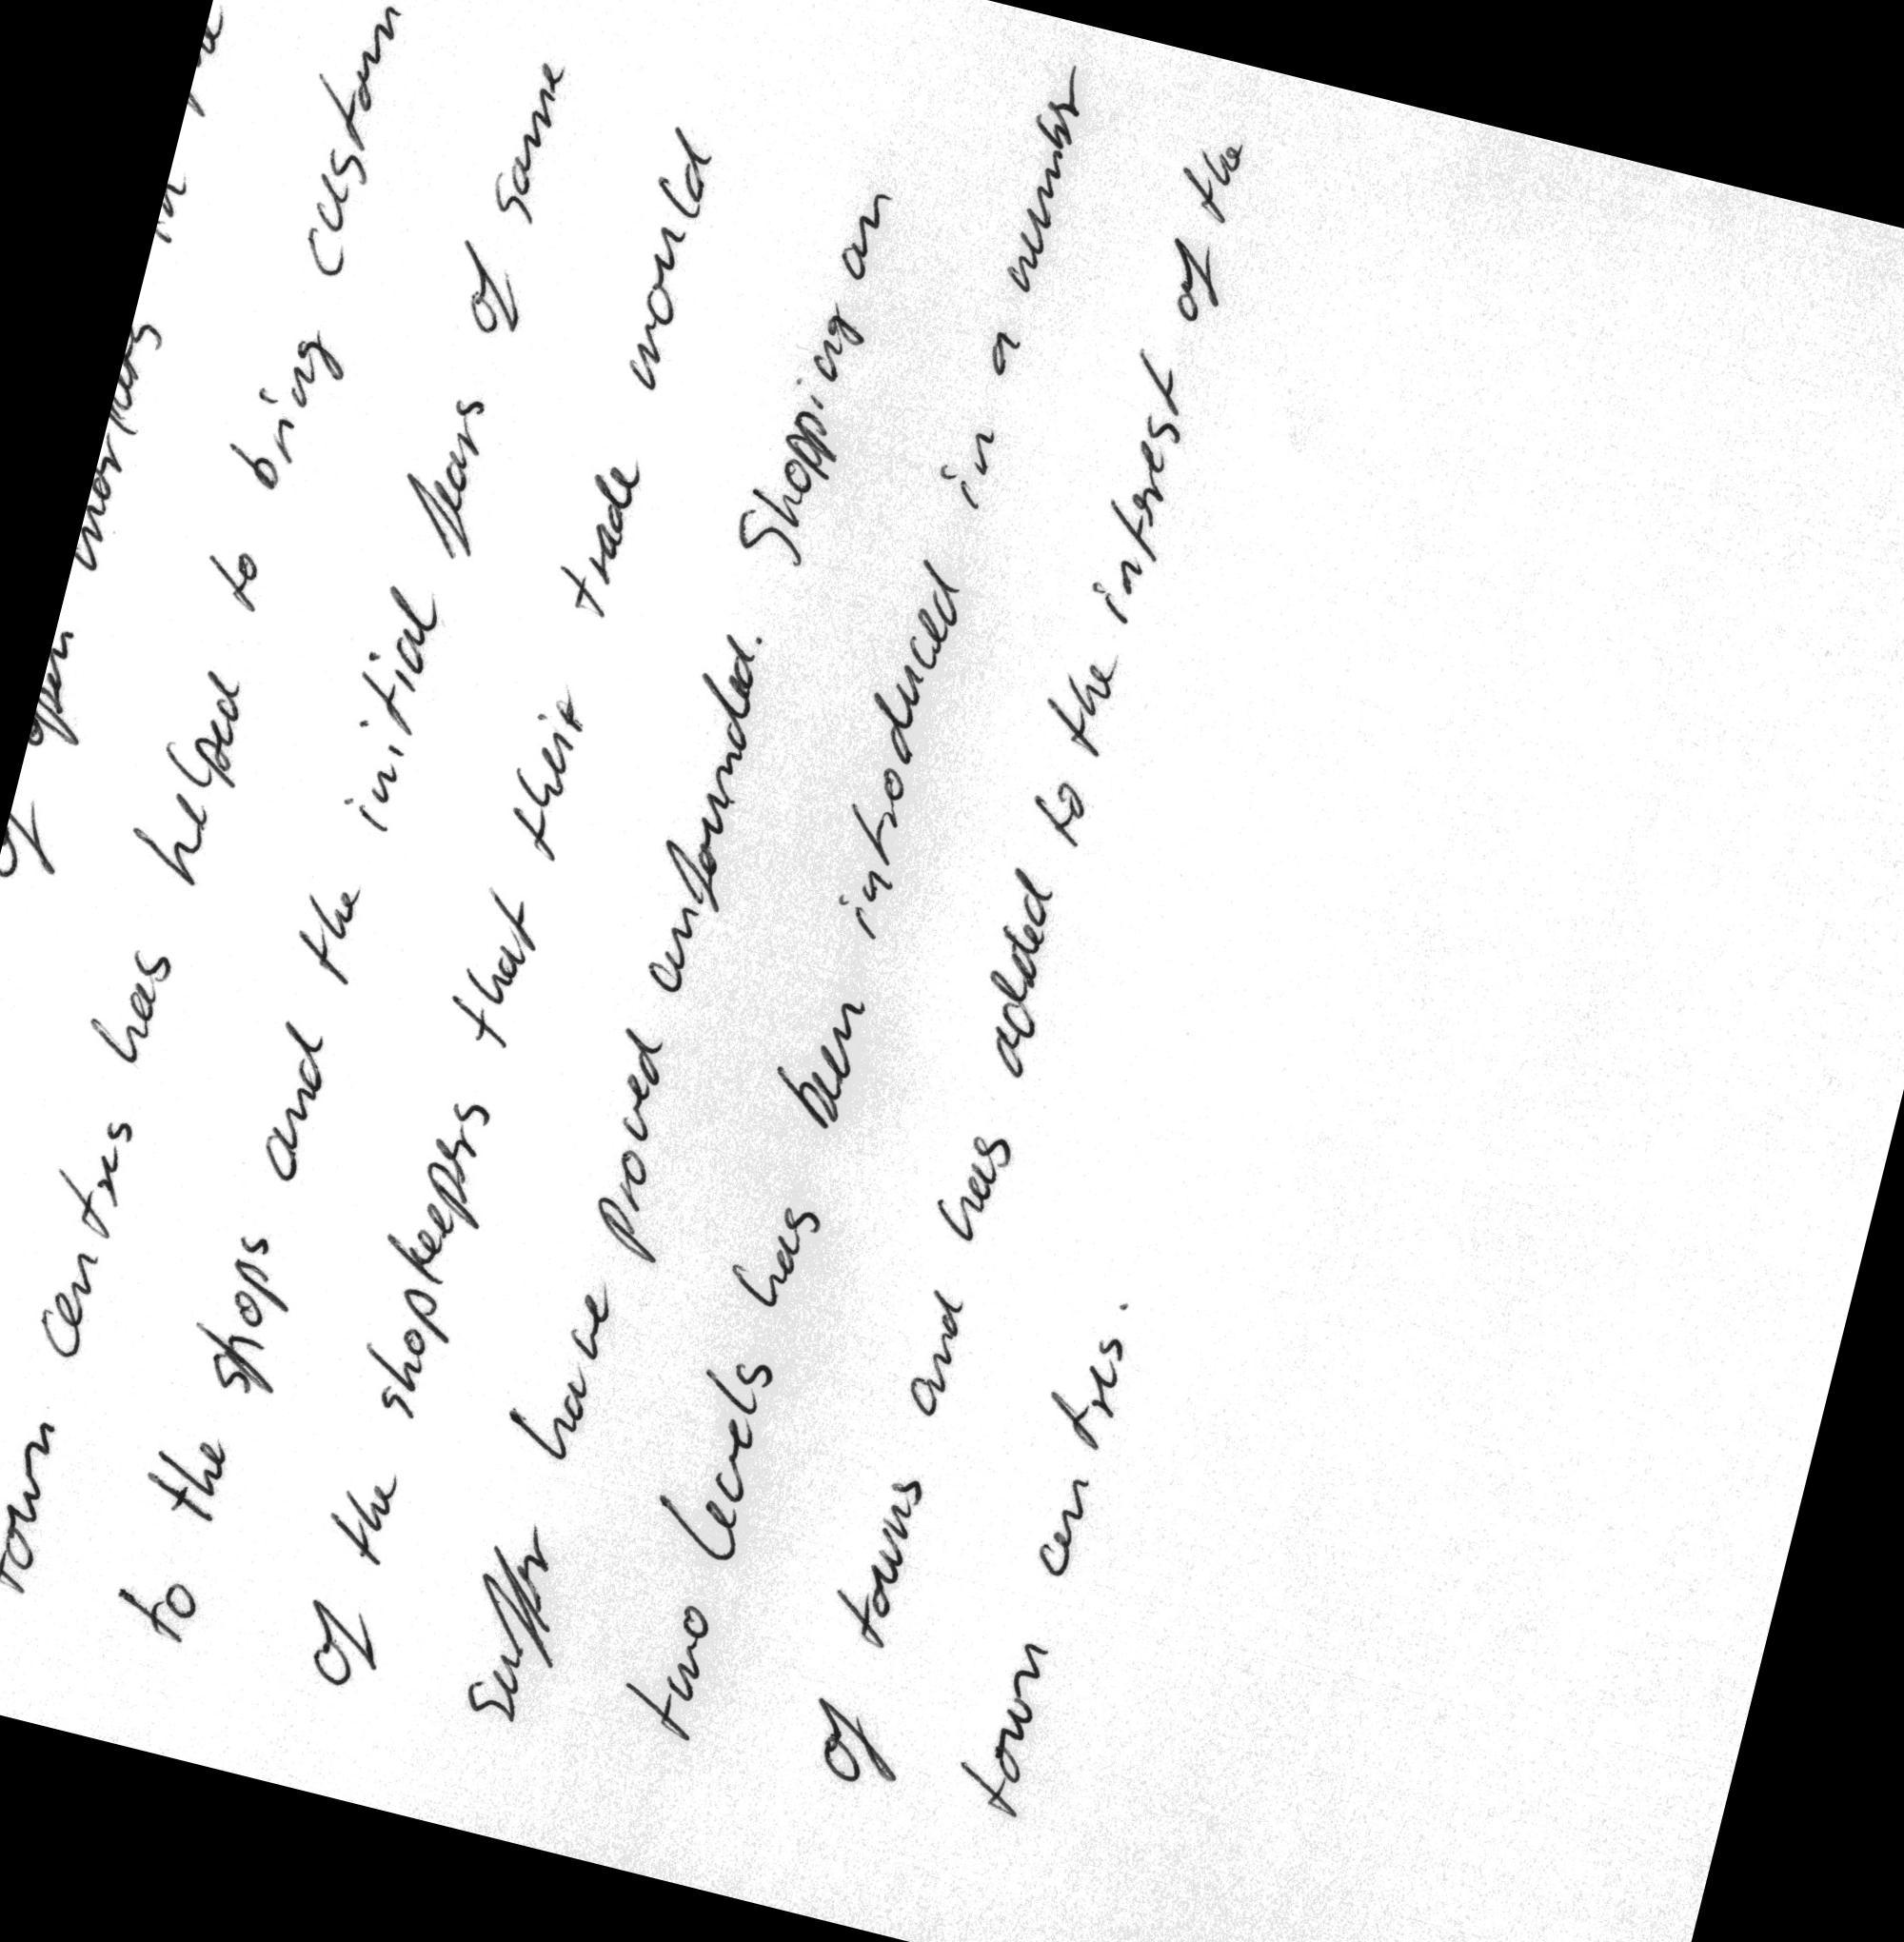 of open markets in the
town centres has helped to bring custom
to the shops and the initial fears of some
of the shopkeepers that their trade would
suffer have proved unfounded. Shopping on
two levels has been introduced in a number
of towns and has added to the interest of the
town centres.